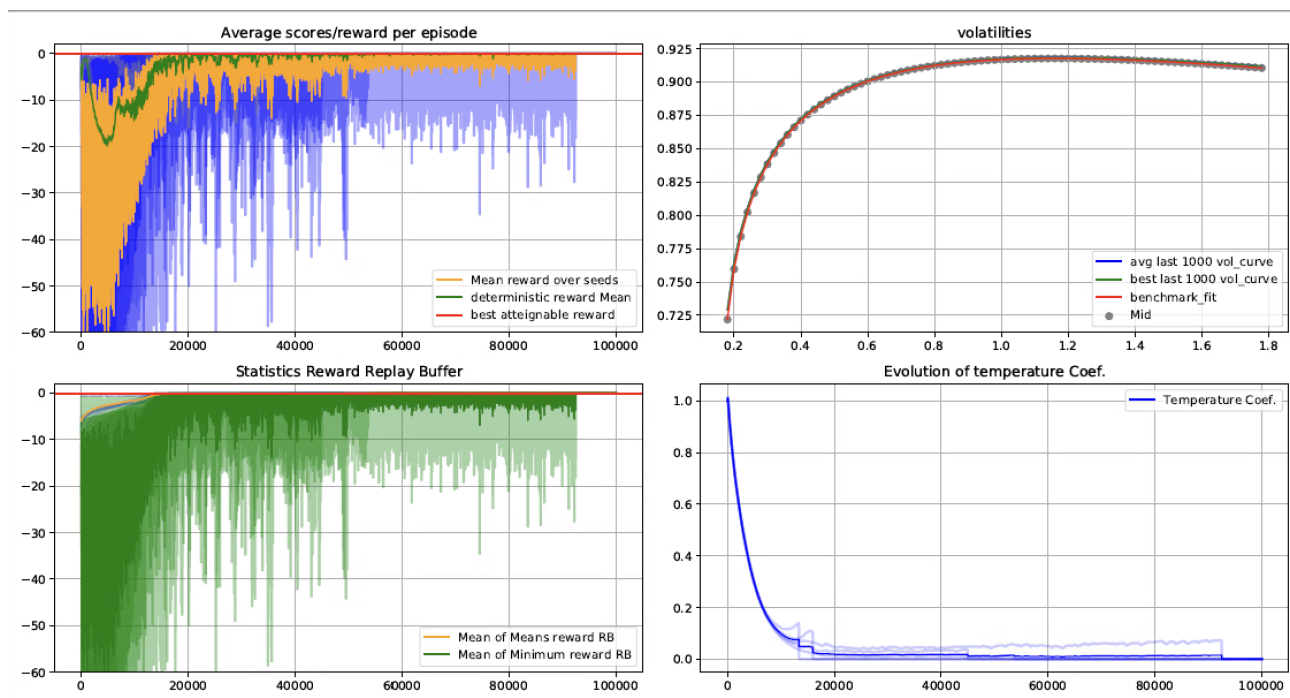 Average scores/reward per episode
0
−10
−20
−30
−40
−50
−60
0 20000 40000 60000 80000 100000
Mean reward over seeds
deterministic reward Mean
best atteignable reward
volatilities
0.925
0.900
0.875
0.850
0.825
0.800
0.775
0.750
0.725
0.2 0.4 0.6 0.8 1.0 1.2 1.4 1.6 1.8
avg last 1000 vol_curve
best last 1000 vol_curve
benchmark_fit
Mid
Statistics Reward Replay Buffer
0
−10
−20
−30
−40
−50
−60
0 20000 40000 60000 80000 100000
Mean of Means reward RB
Mean of Minimum reward RB
Evolution of temperature Coef.
1.0
0.8
0.6
0.4
0.2
0.0
0 20000 40000 60000 80000 100000
Temperature Coef.